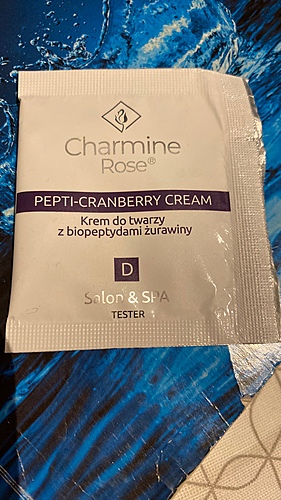 Charmine
Rose®
PEPTI-CRANBERRY CREAM
Krem do twarzy
z biopeptydami żurawiny
D
Salon & SPA
TESTER